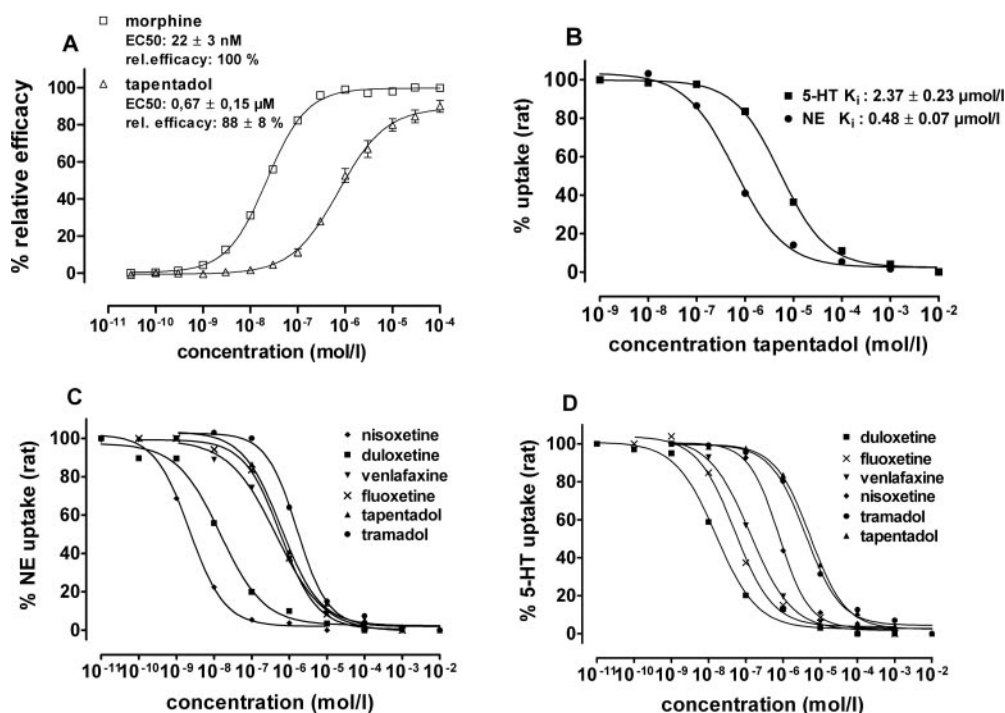 A
morphine
EC50: 22 ± 3 nM
rel.efficacy: 100 %
tapentadol
EC50: 0,67 ± 0,15 µM
rel. efficacy: 88 ± 8 %
% relative efficacy
100
80
60
40
20
0
10-11 10-10 10-9 10-8 10-7 10-6 10-5 10-4
concentration (mol/l)
B
5-HT Ki : 2.37 ± 0.23 µmol/l
NE Ki : 0.48 ± 0.07 µmol/l
% uptake (rat)
100
80
60
40
20
0
10-9 10-8 10-7 10-6 10-5 10-4 10-3 10-2
concentration tapentadol (mol/l)
C
nisoxetine
duloxetine
venlafaxine
fluoxetine
tapentadol
tramadol
% NE uptake (rat)
100
80
60
40
20
0
10-11 10-10 10-9 10-8 10-7 10-6 10-5 10-4 10-3 10-2
concentration (mol/l)
D
duloxetine
fluoxetine
venlafaxine
nisoxetine
tramadol
tapentadol
% 5-HT uptake (rat)
100
80
60
40
20
0
10-11 10-10 10-9 10-8 10-7 10-6 10-5 10-4 10-3 10-2
concentration (mol/l)